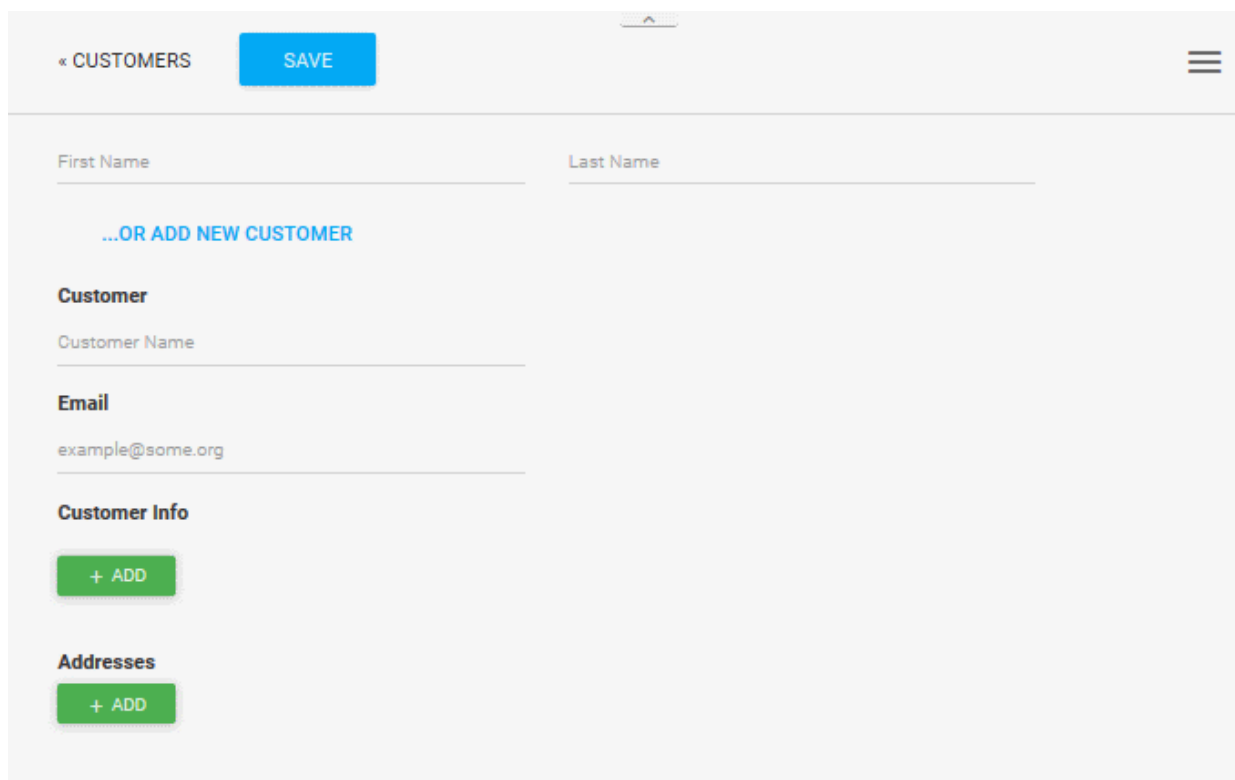 « CUSTOMERS SAVE
First Name Last Name
...OR ADD NEW CUSTOMER
Customer
Customer Name
Email
example@some.org
Customer Info
+ ADD
Addresses
+ ADD